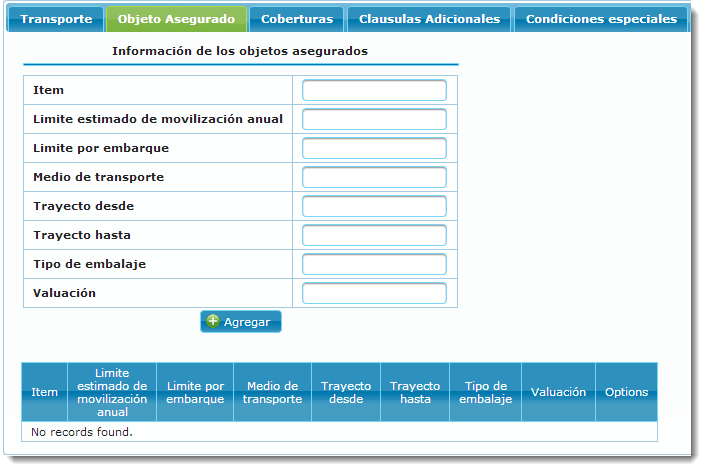 Transporte Objeto Asegurado Coberturas Clausulas Adicionales Condiciones especiales
Información de los objetos asegurados
Item
Limite estimado de movilización anual
Limite por embarque
Medio de transporte
Trayecto desde
Trayecto hasta
Tipo de embalaje
Valuación
Agregar
Item
Limite
estimado de
movilización
anual
Limite por
embarque
Medio de
transporte
Trayecto
desde
Trayecto
hasta
Tipo de
embalaje
Valuación
Options
No records found.